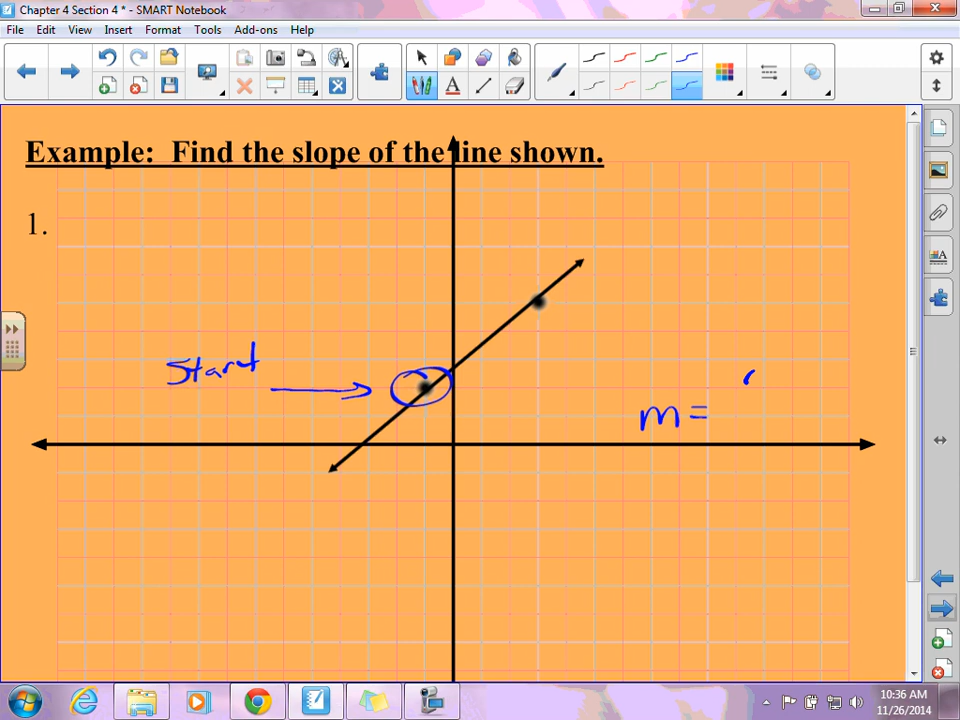 Chapter 4 Section 4 * - SMART Notebook
File Edit View Insert Format Tools Add-ons Help
Example: Find the slope of the line shown.
1.
Start
m =
10:36 AM
11/26/2014